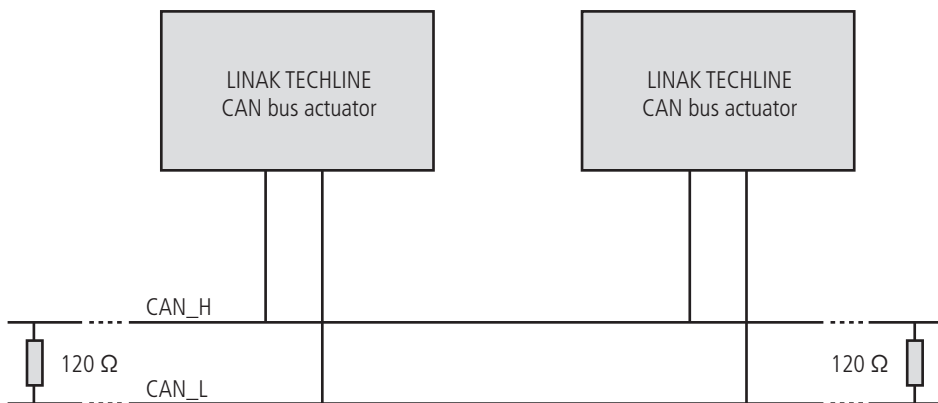 LINAK TECHLINE
CAN bus actuator
LINAK TECHLINE
CAN bus actuator
CAN_H
120 Ω
120 Ω
CAN_L